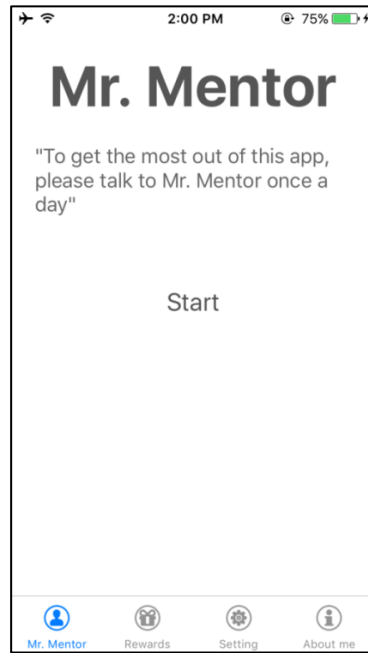 2:00 PM 75%
Mr. Mentor
"To get the most out of this app,
please talk to Mr. Mentor once a
day"
Start
Mr. Mentor Rewards Setting About me